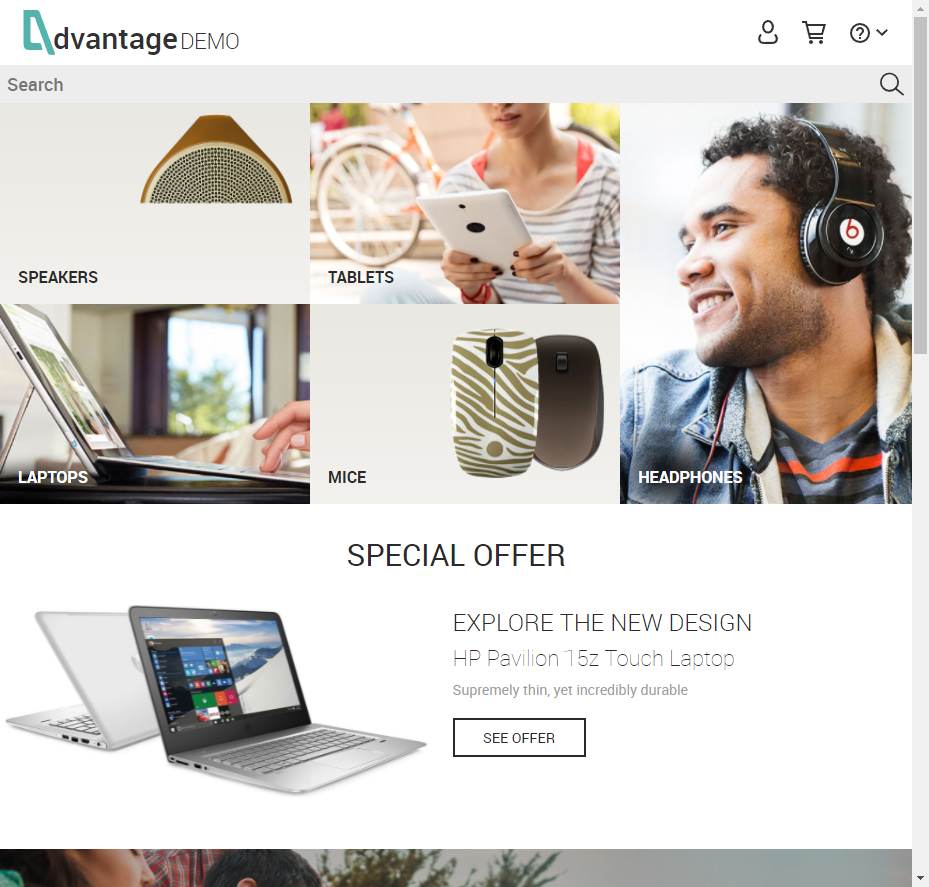 dvantage DEMO
Search
SPEAKERS
TABLETS
LAPTOPS
MICE
HEADPHONES
SPECIAL OFFER
EXPLORE THE NEW DESIGN
HP Pavilion 15z Touch Laptop
Supremely thin, yet incredibly durable
SEE OFFER